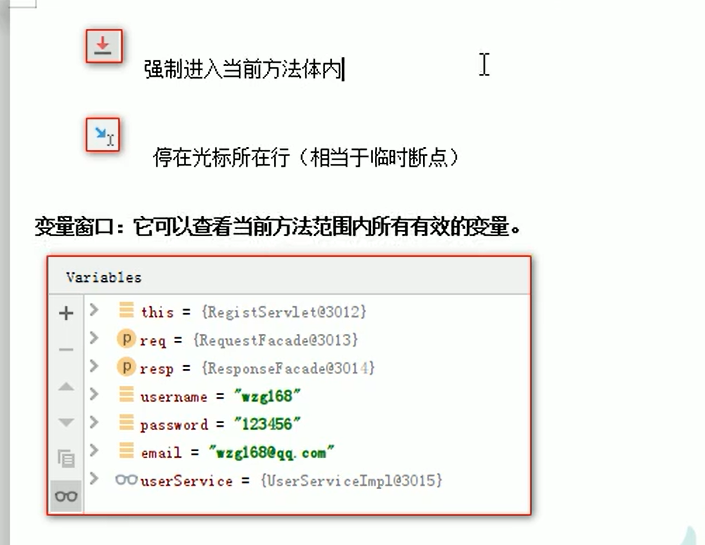 强制进入当前方法体内
停在光标所在行（相当于临时断点）
变量窗口：它可以查看当前方法范围内所有有效的变量。
Variables
this = {RegistServlet@3012}
p req = {RequestFacade@3013}
p resp = {ResponseFacade@3014}
username = "wzg168"
password = "123456"
email = "wzg168@qq.com"
userService = {UserServiceImpl@3015}